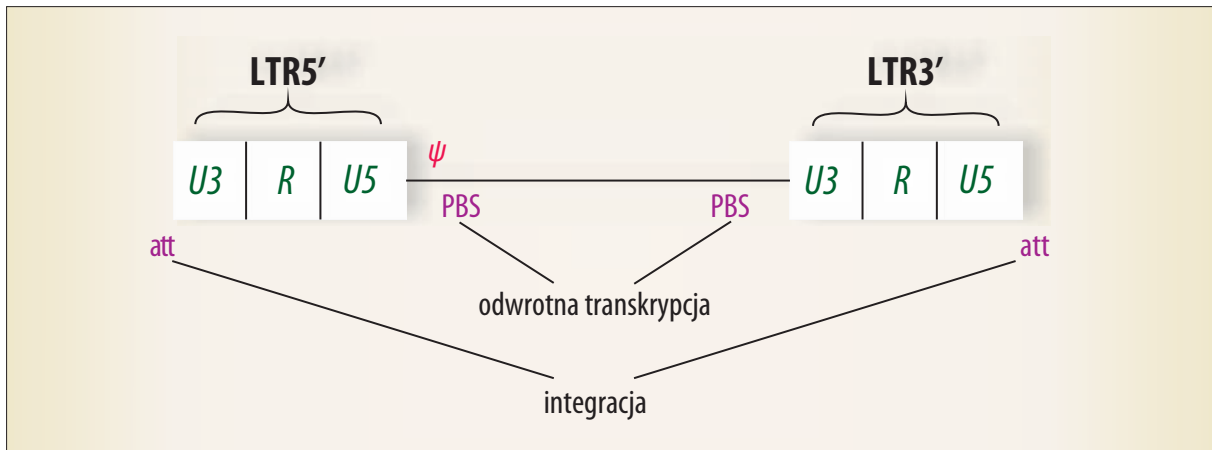 LTR5′ LTR3′
U3 R U5 ψ U3 R U5
PBS PBS
att att
odwrotna transkrypcja
integracja